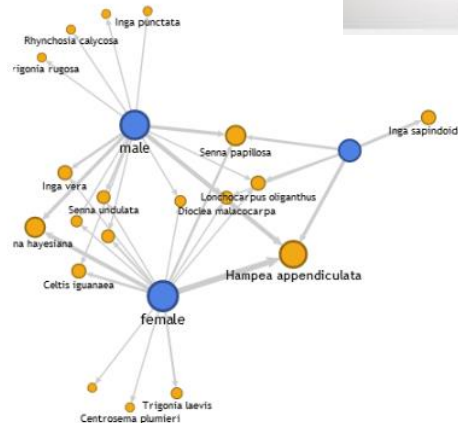 Inga punctata
Rhynchosia calycosa
rigonia rugosa
male
Senna papillosa
Inga sapindoid
Inga vera
Senna undulata
Lonchocarpus oliganthus
Dioclea malacocarpa
na hayesiana
Celtis iguanaea
Hampea appendiculata
female
Trigonia laevis
Centrosema plumieri